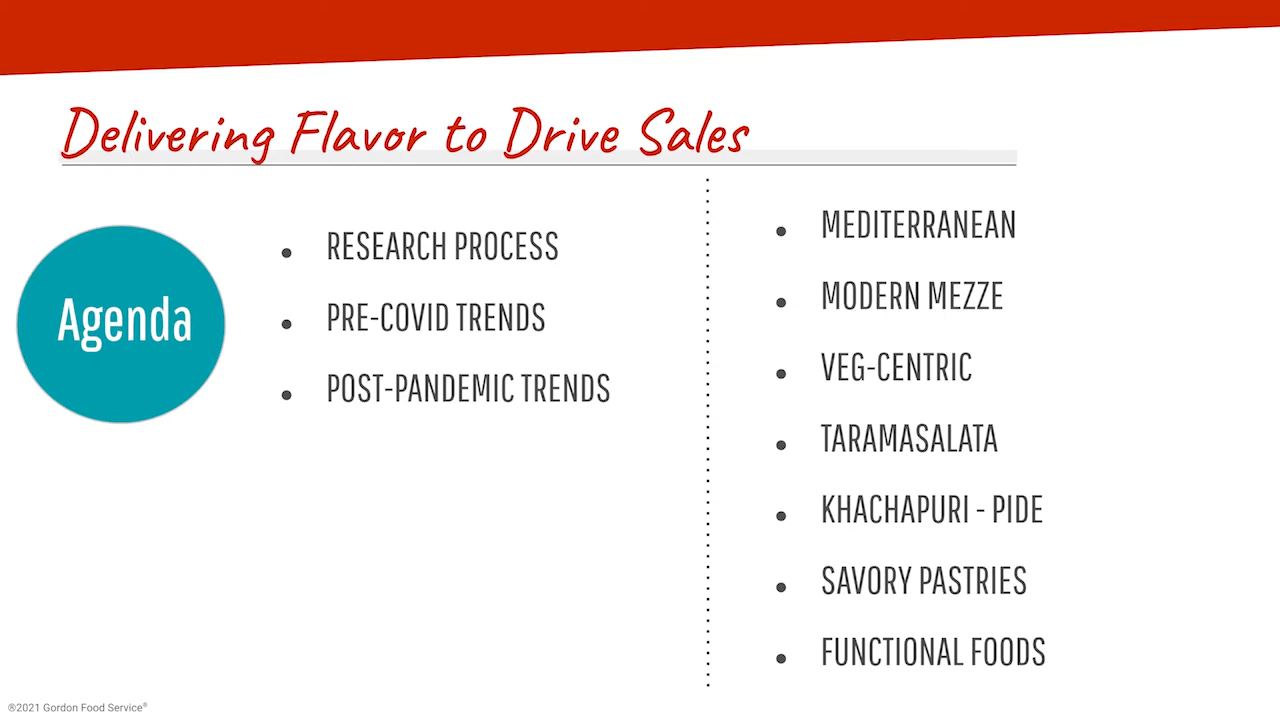 Delivering Flavor to Drive Sales
Agenda
• RESEARCH PROCESS
• PRE-COVID TRENDS
• POST-PANDEMIC TRENDS
• MEDITERRANEAN
• MODERN MEZZE
• VEG-CENTRIC
• TARAMASALATA
• KHACHAPURI - PIDE
• SAVORY PASTRIES
• FUNCTIONAL FOODS
®2021 Gordon Food Service®